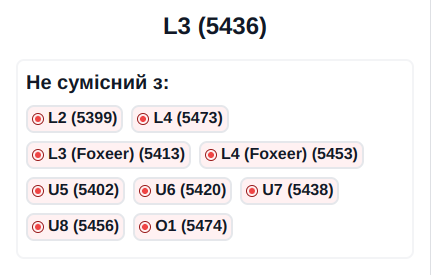 L3 (5436)
Не сумісний з:
L2 (5399) L4 (5473)
L3 (Foxeer) (5413) L4 (Foxeer) (5453)
U5 (5402) U6 (5420) U7 (5438)
U8 (5456) O1 (5474)